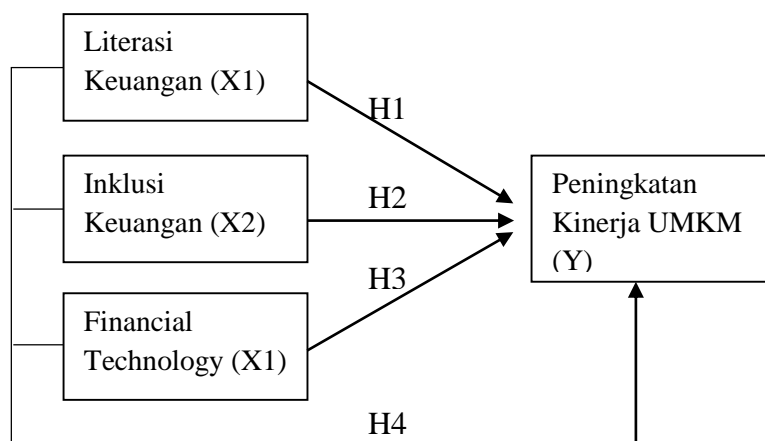 Literasi
Keuangan (X1)
H1
Inklusi
Keuangan (X2)
H2
Peningkatan
Kinerja UMKM
(Y)
H3
Financial
Technology (X1)
H4